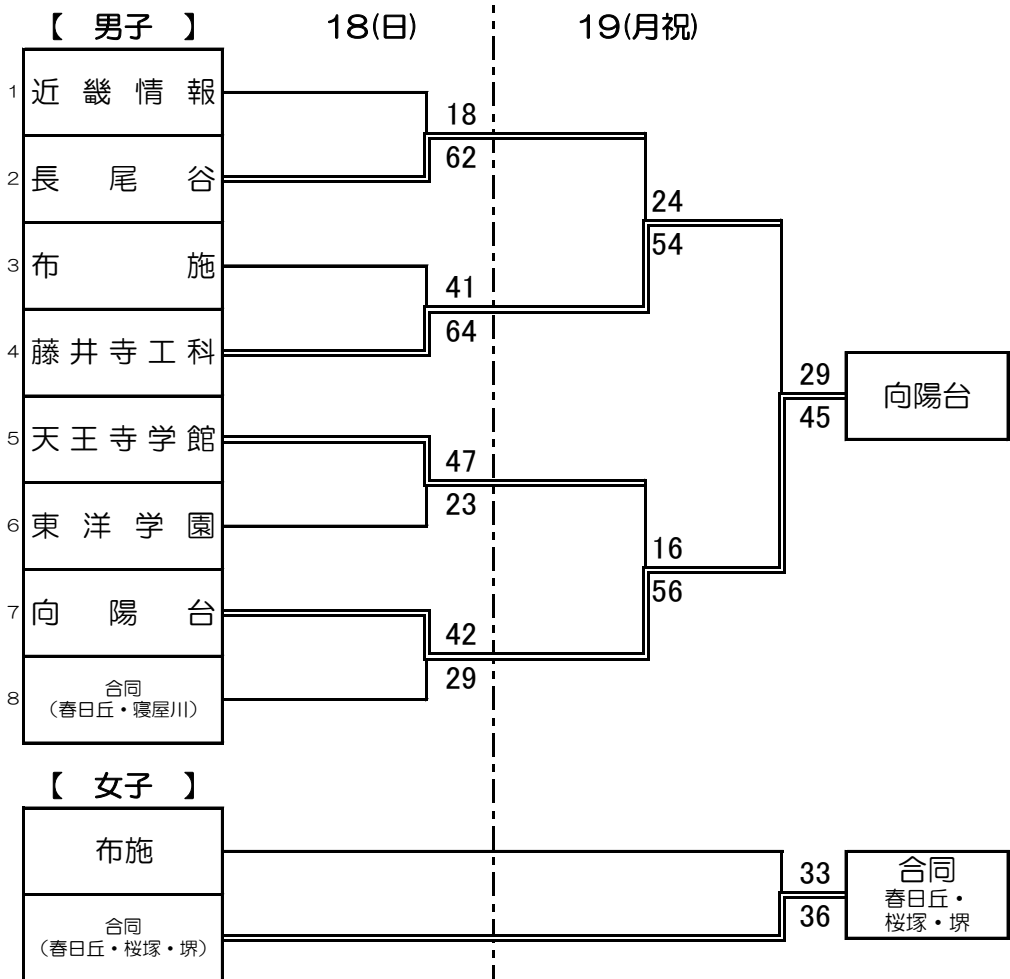 【 男子 】 18(日) 19(月祝)
1 近畿情報
18
2 長尾谷
62
24
54
3 布施
41
4 藤井寺工科
64
29
向陽台
45
5 天王寺学館
47
6 東洋学園
23
16
56
7 向陽台
42
8 合同
（春日丘・寝屋川）
29
【 女子 】
布施
33
36
合同
（春日丘・桜塚・堺）
合同
春日丘・
桜塚・堺